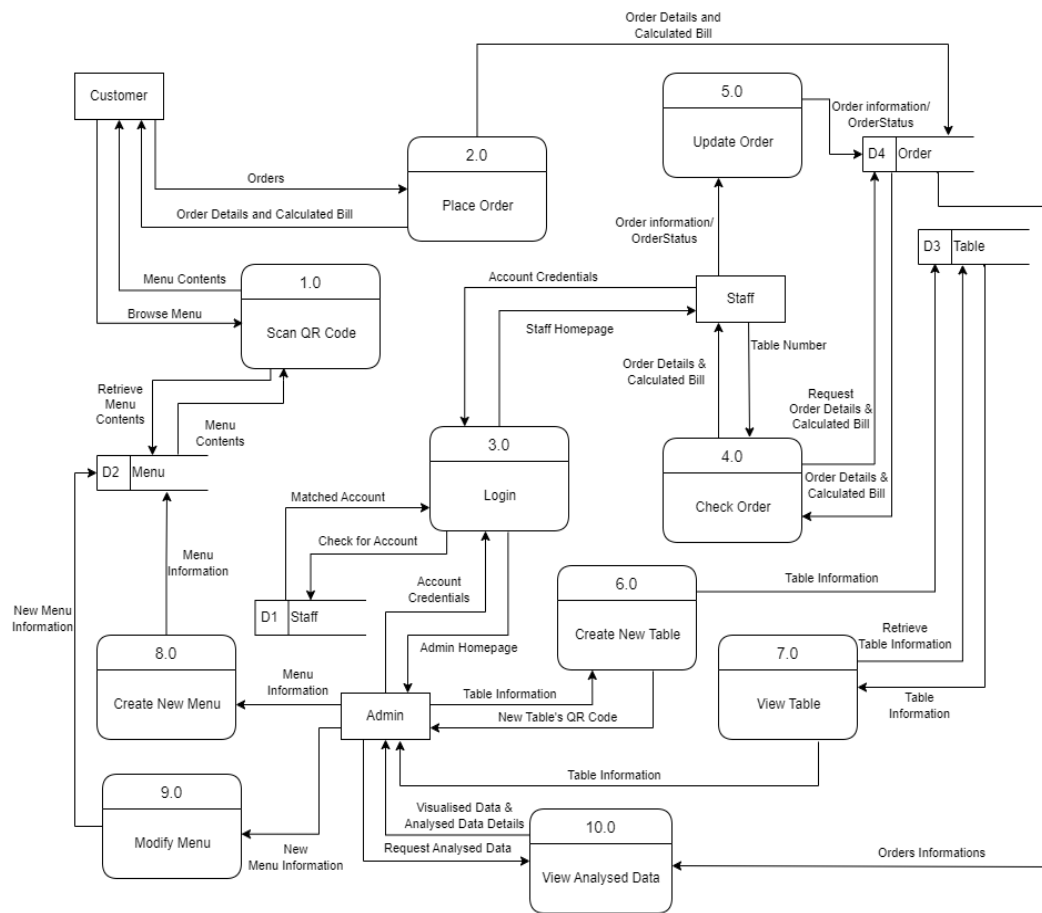 Order Details and
Calculated Bill
Customer
5.0
Update Order
Order information/
OrderStatus
2.0
Place Order
D4
Order
Orders
Order Details and Calculated Bill
Order information/
OrderStatus
D3
Table
Menu Contents
1.0
Scan QR Code
Account Credentials
Staff
Browse Menu
Staff Homepage
Table Number
Order Details &
Calculated Bill
Retrieve
Menu
Contents
Menu
Contents
Request
Order Details &
Calculated Bill
3.0
Login
4.0
Check Order
D2
Menu
Order Details &
Calculated Bill
Matched Account
Check for Account
Menu
Information
Account
Credentials
6.0
Create New Table
Table Information
New Menu
Information
D1
Staff
Retrieve
Table Information
8.0
Create New Menu
Admin Homepage
7.0
View Table
Menu
Information
Table Information
Admin
New Table's QR Code
Table
Information
Table Information
9.0
Modify Menu
Visualised Data &
Analysed Data Details
10.0
View Analysed Data
Request Analysed Data
New
Menu Information
Orders Informations